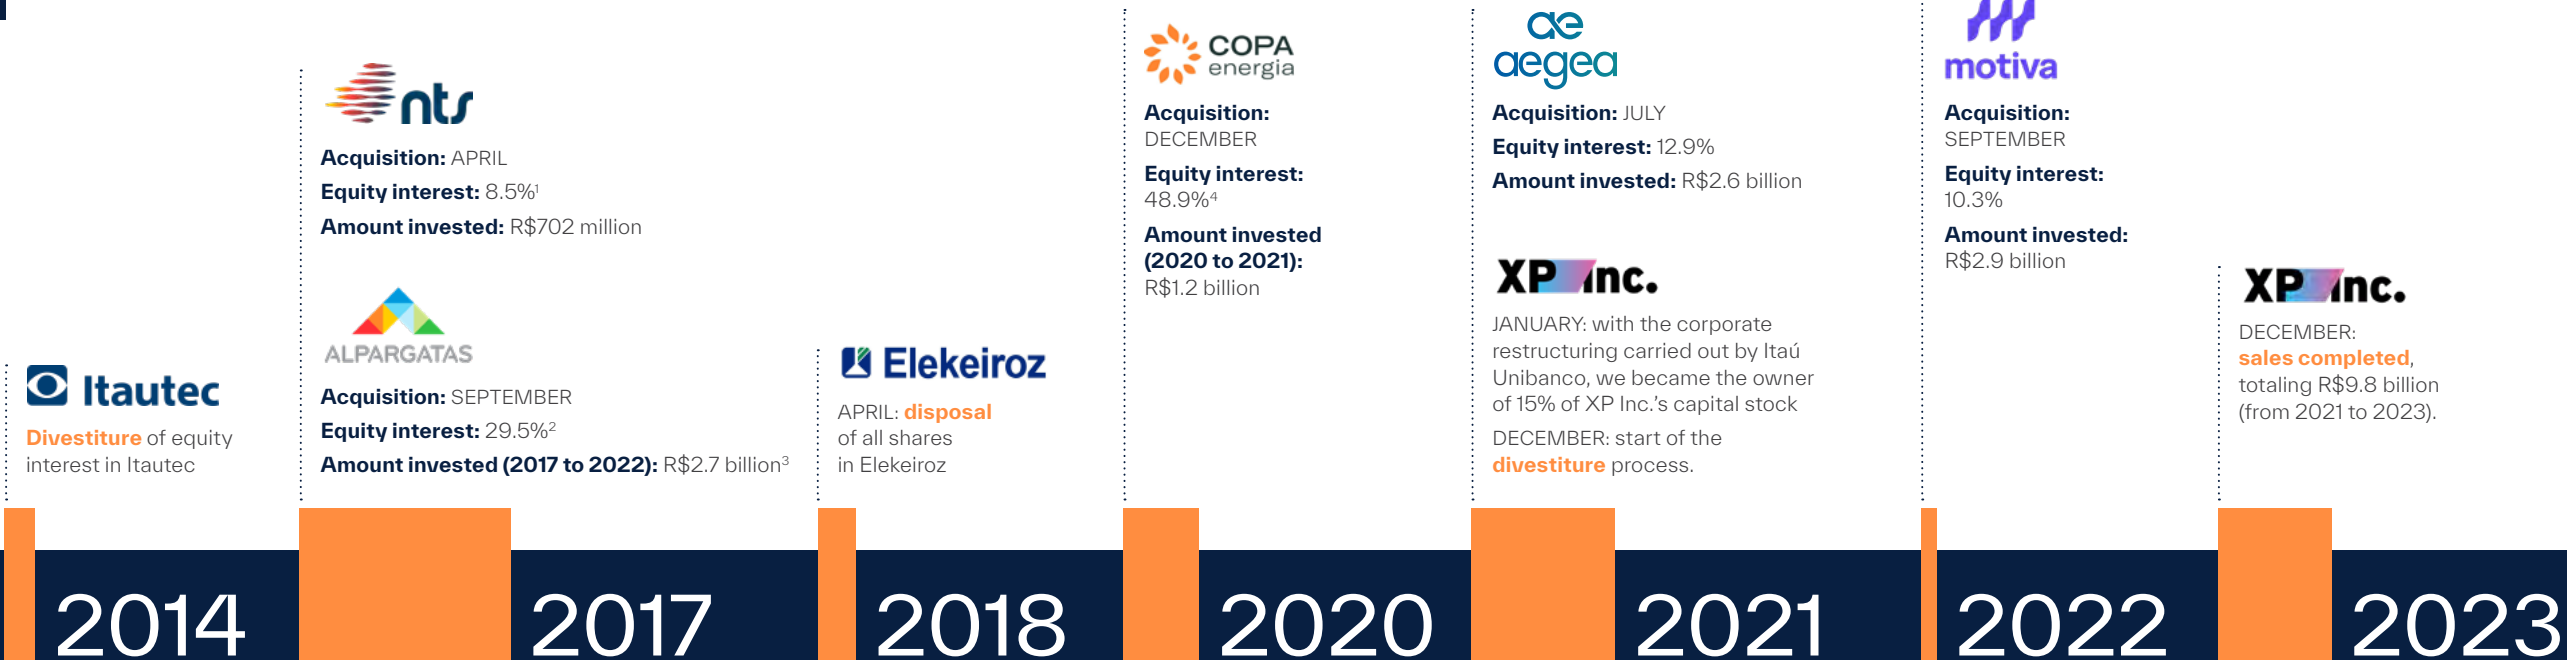 Itautec
Divestiture of equity
interest in Itautec
nts
Acquisition: APRIL
Equity interest: 8.5%¹
Amount invested: R$702 million
ALPARGATAS
Acquisition: SEPTEMBER
Equity interest: 29.5%²
Amount invested (2017 to 2022): R$2.7 billion³
Elekeiroz
APRIL: disposal
of all shares
in Elekeiroz
COPA
energia
Acquisition:
DECEMBER
Equity interest:
48.9%⁴
Amount invested
(2020 to 2021):
R$1.2 billion
ae
aegea
Acquisition: JULY
Equity interest: 12.9%
Amount invested: R$2.6 billion
XP Inc.
JANUARY: with the corporate
restructuring carried out by Itaú
Unibanco, we became the owner
of 15% of XP Inc.’s capital stock
DECEMBER: start of the
divestiture process.
motiva
Acquisition:
SEPTEMBER
Equity interest:
10.3%
Amount invested:
R$2.9 billion
XP Inc.
DECEMBER:
sales completed,
totaling R$9.8 billion
(from 2021 to 2023).
2014
2017
2018
2020
2021
2022
2023